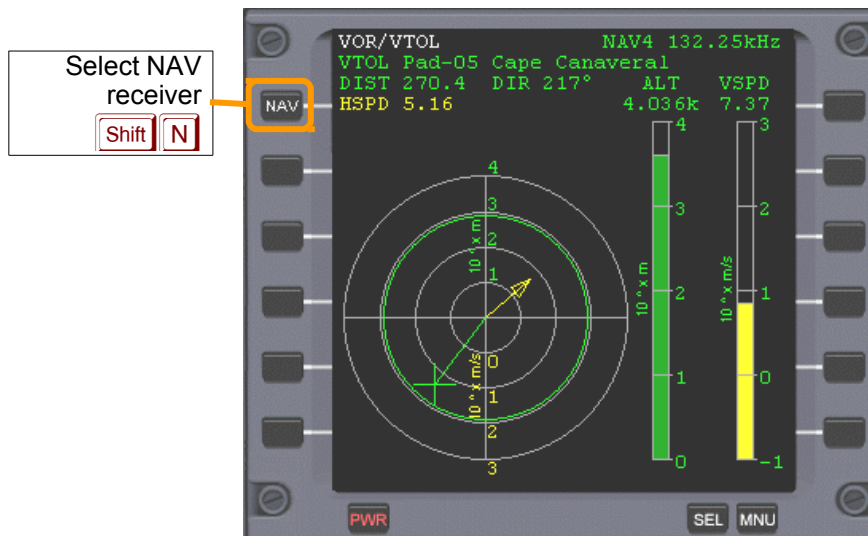 Select NAV
receiver
Shift N
NAV
VOR/VTOL NAV4 132.25kHz
VTOL Pad-05 Cape Canaveral
DIST 270.4 DIR 217° ALT VSPD
HSPD 5.16 4.036k 7.37
4
3
2
1
10^x m
0
1
2
3
10^x m/s
4
3
2
1
0
10^x m
3
2
1
0
-1
10^x m/s
PWR SEL MNU